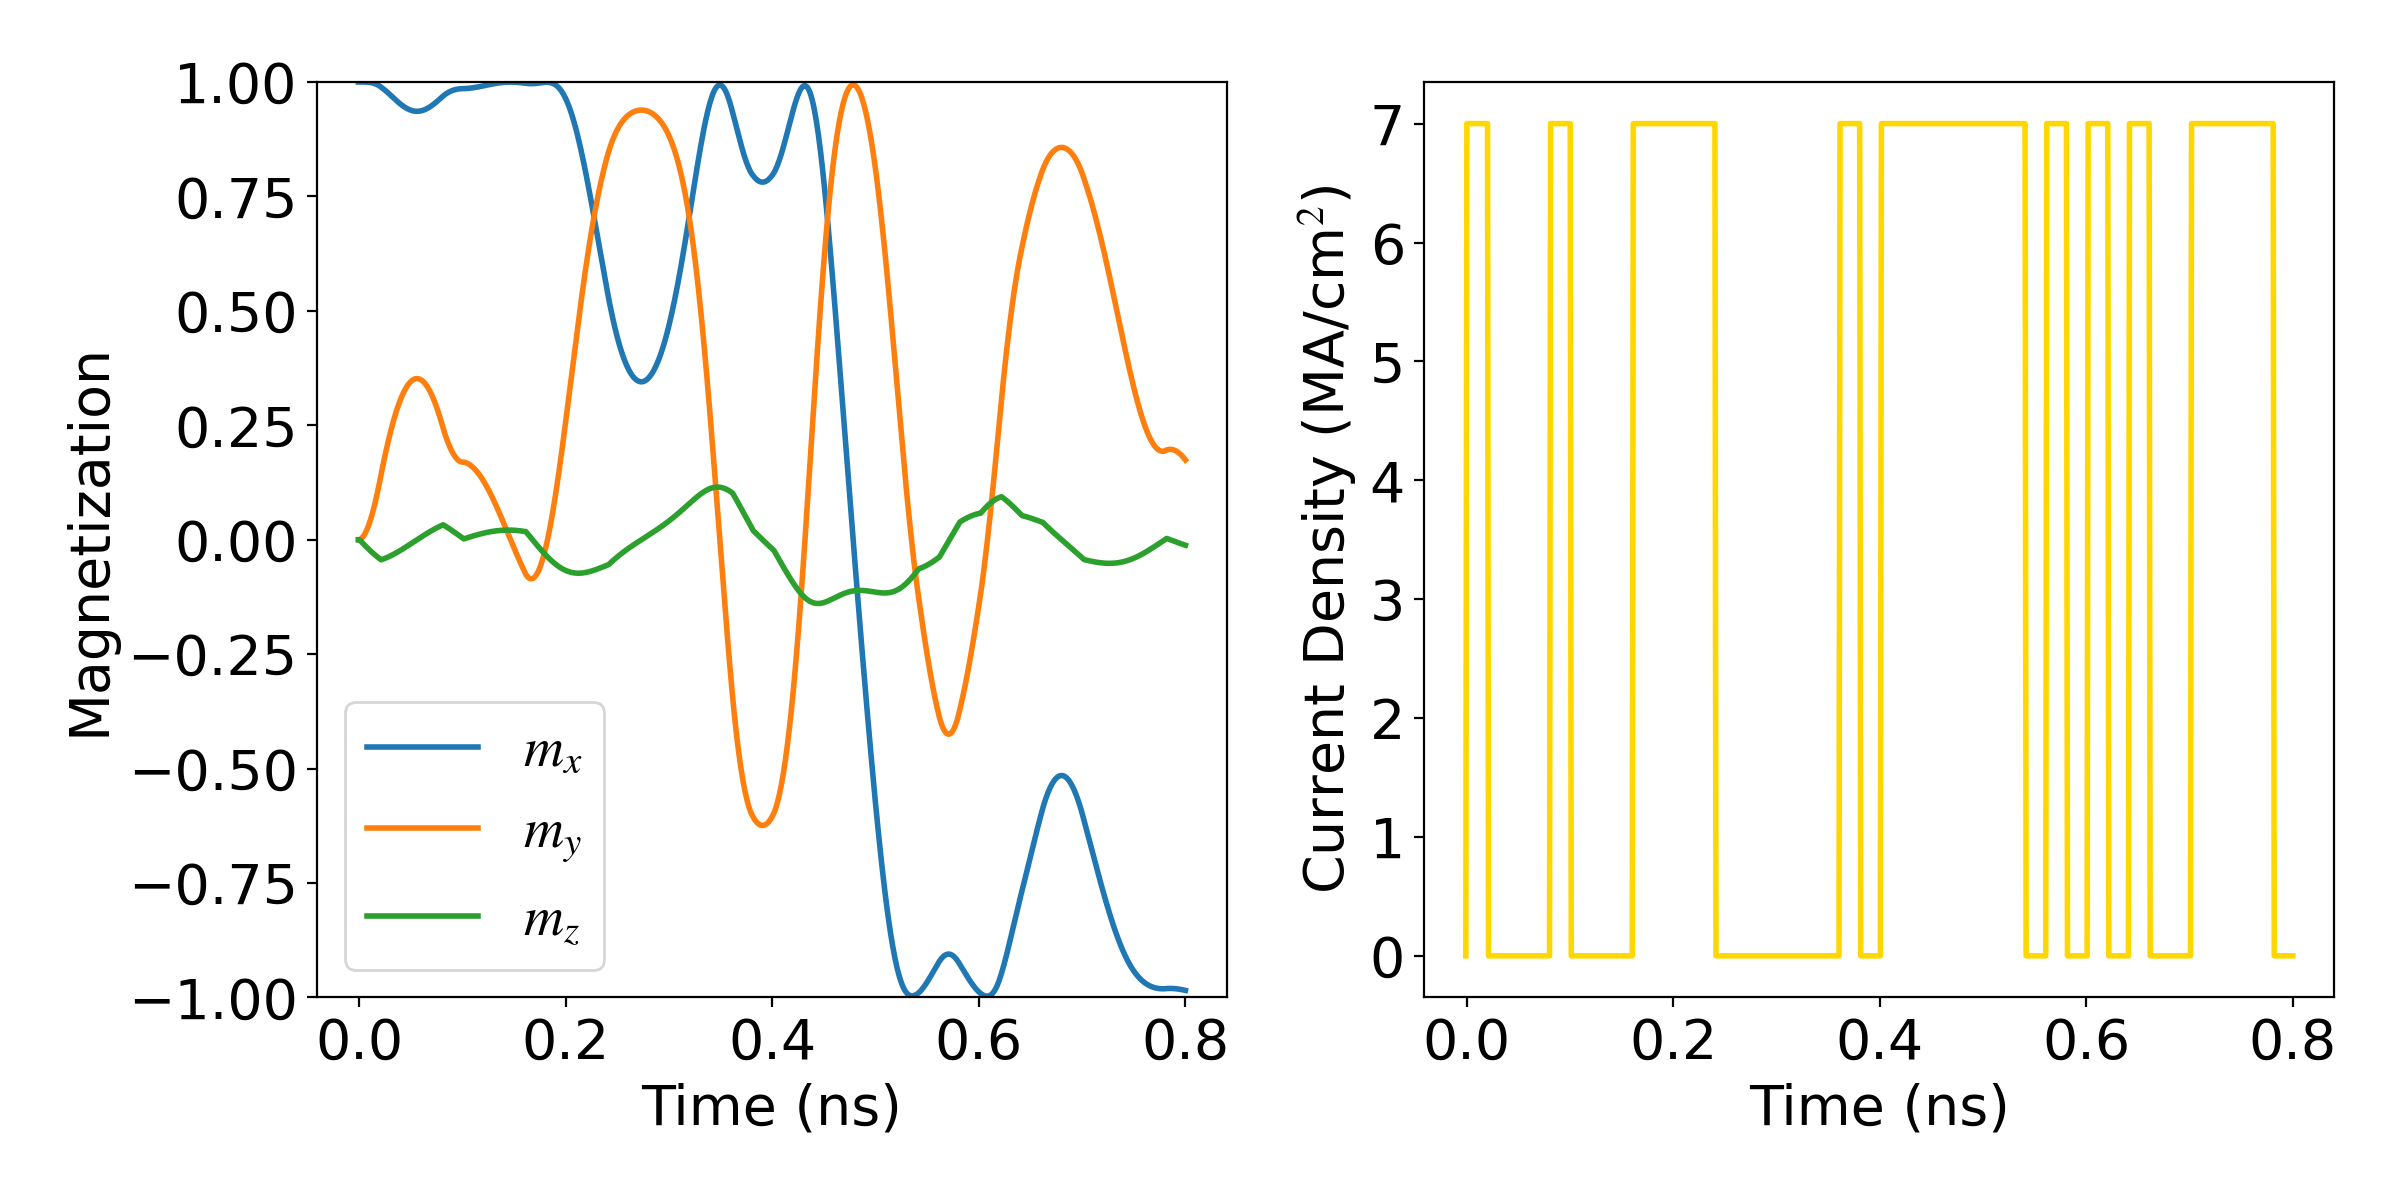 Magnetization
1.00
0.75
0.50
0.25
0.00
−0.25
−0.50
−0.75
−1.00
m_x
m_y
m_z
0.0 0.2 0.4 0.6 0.8
Time (ns)
Current Density (MA/cm²)
7
6
5
4
3
2
1
0
0.0 0.2 0.4 0.6 0.8
Time (ns)